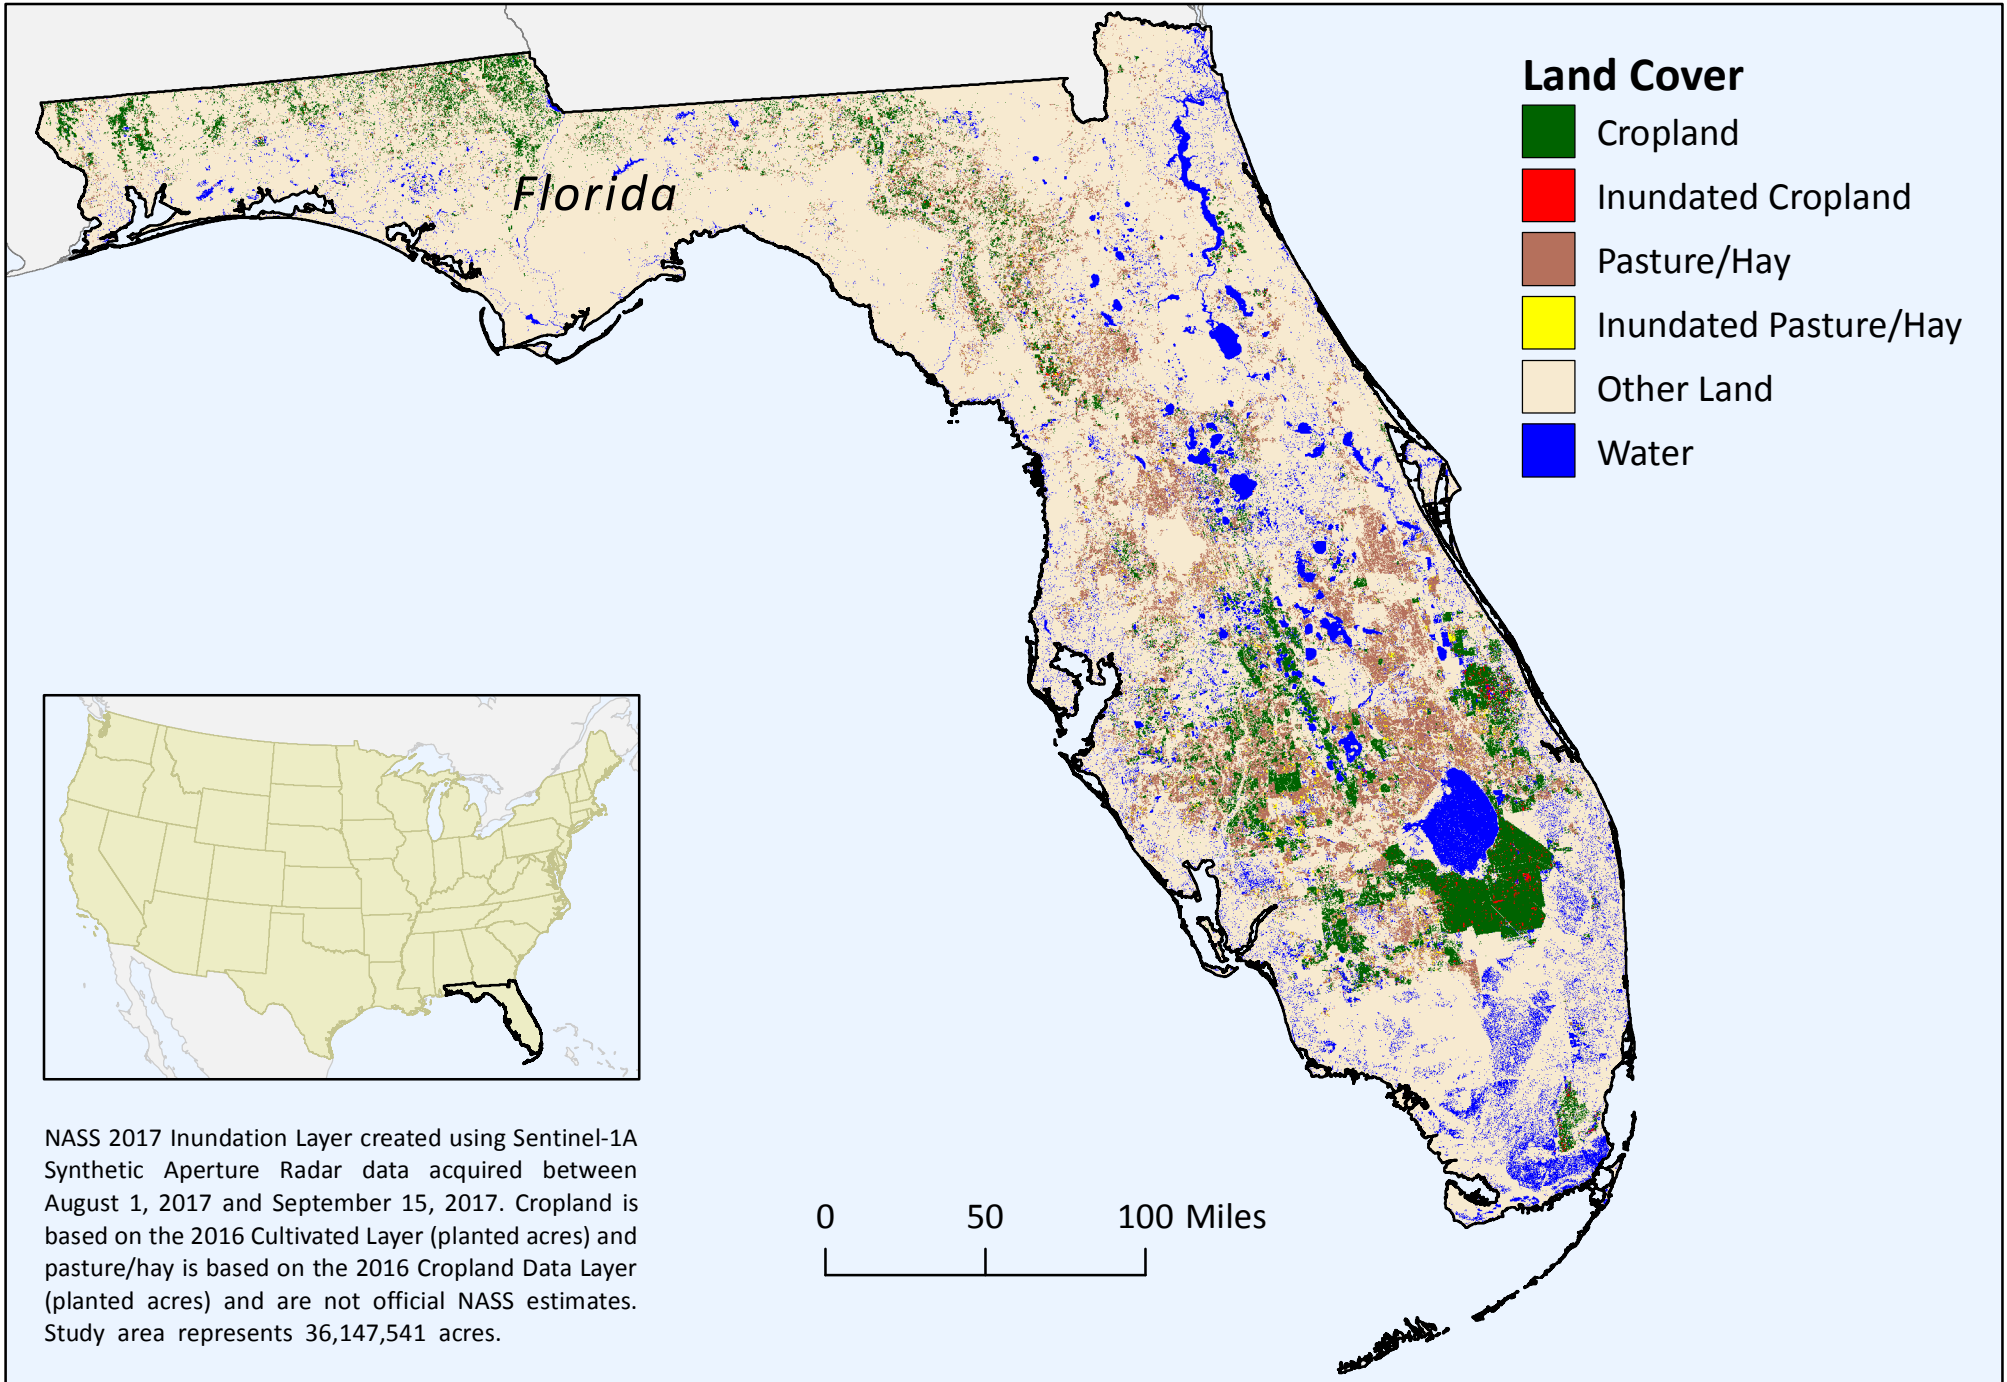 Florida
Land Cover
Cropland
Inundated Cropland
Pasture/Hay
Inundated Pasture/Hay
Other Land
Water
NASS 2017 Inundation Layer created using Sentinel-1A
Synthetic Aperture Radar data acquired between
August 1, 2017 and September 15, 2017. Cropland is
based on the 2016 Cultivated Layer (planted acres) and
pasture/hay is based on the 2016 Cropland Data Layer
(planted acres) and are not official NASS estimates.
Study area represents 36,147,541 acres.
0 50 100 Miles